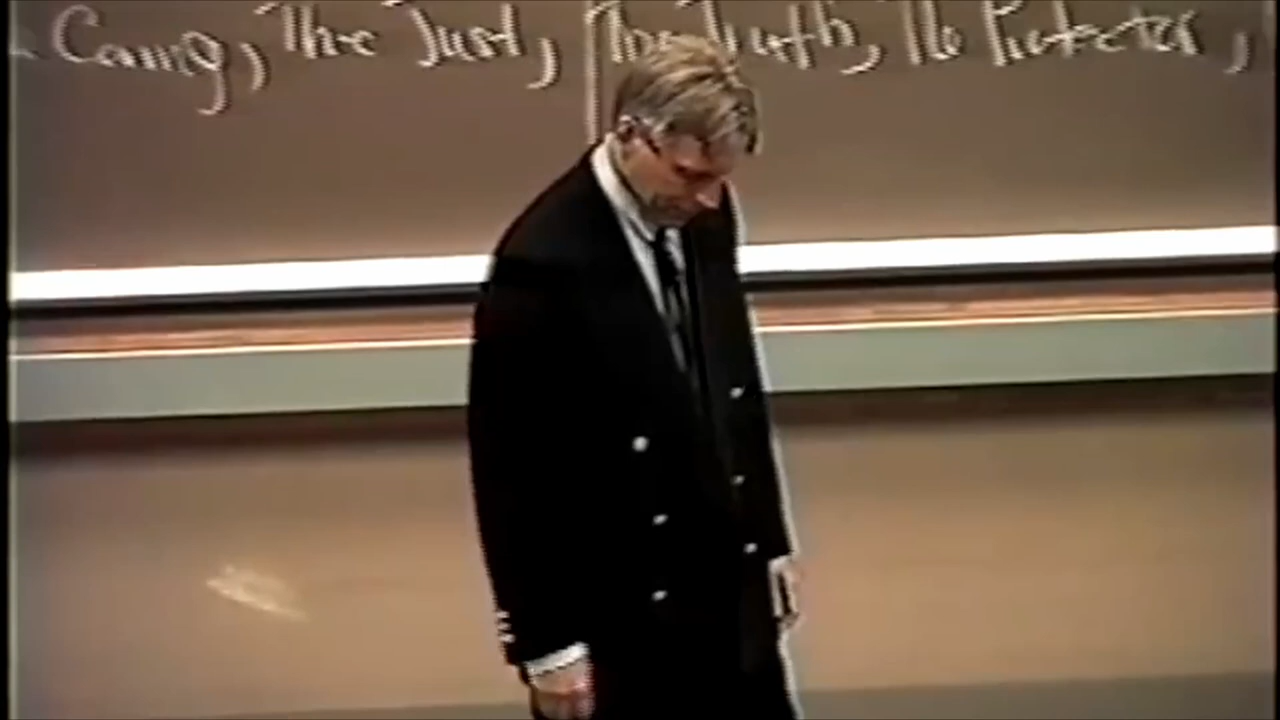 Caring, The Just, The Truth, The Protector,